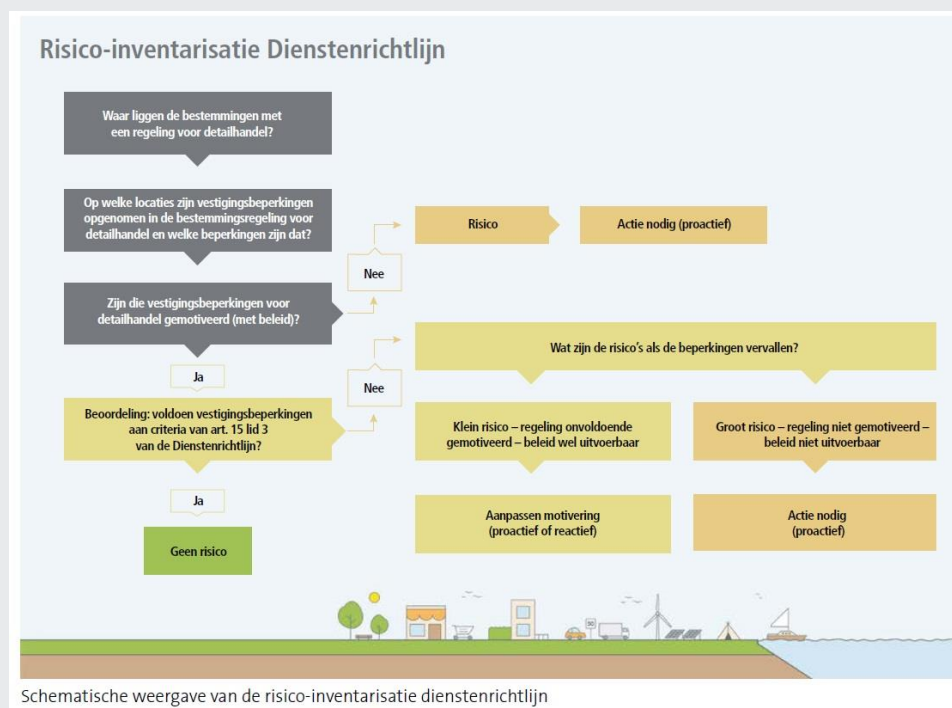 Risico-inventarisatie Dienstenrichtlijn
Waar liggen de bestemmingen met
een regeling voor detailhandel?
Op welke locaties zijn vestigingsbeperkingen
opgenomen in de bestemmingsregeling voor
detailhandel en welke beperkingen zijn dat?
Risico
Actie nodig (proactief)
Nee
Zijn die vestigingsbeperkingen voor
detailhandel gemotiveerd (met beleid)?
Wat zijn de risico's als de beperkingen vervallen?
Ja
Nee
Beoordeling: voldoen vestigingsbeperkingen
aan criteria van art. 15 lid 3
van de Dienstenrichtlijn?
Klein risico – regeling onvoldoende
gemotiveerd – beleid wel uitvoerbaar
Groot risico – regeling niet gemotiveerd –
beleid niet uitvoerbaar
Ja
Aanpassen motivering
(proactief of reactief)
Actie nodig
(proactief)
Geen risico
30
Schematische weergave van de risico-inventarisatie dienstenrichtlijn